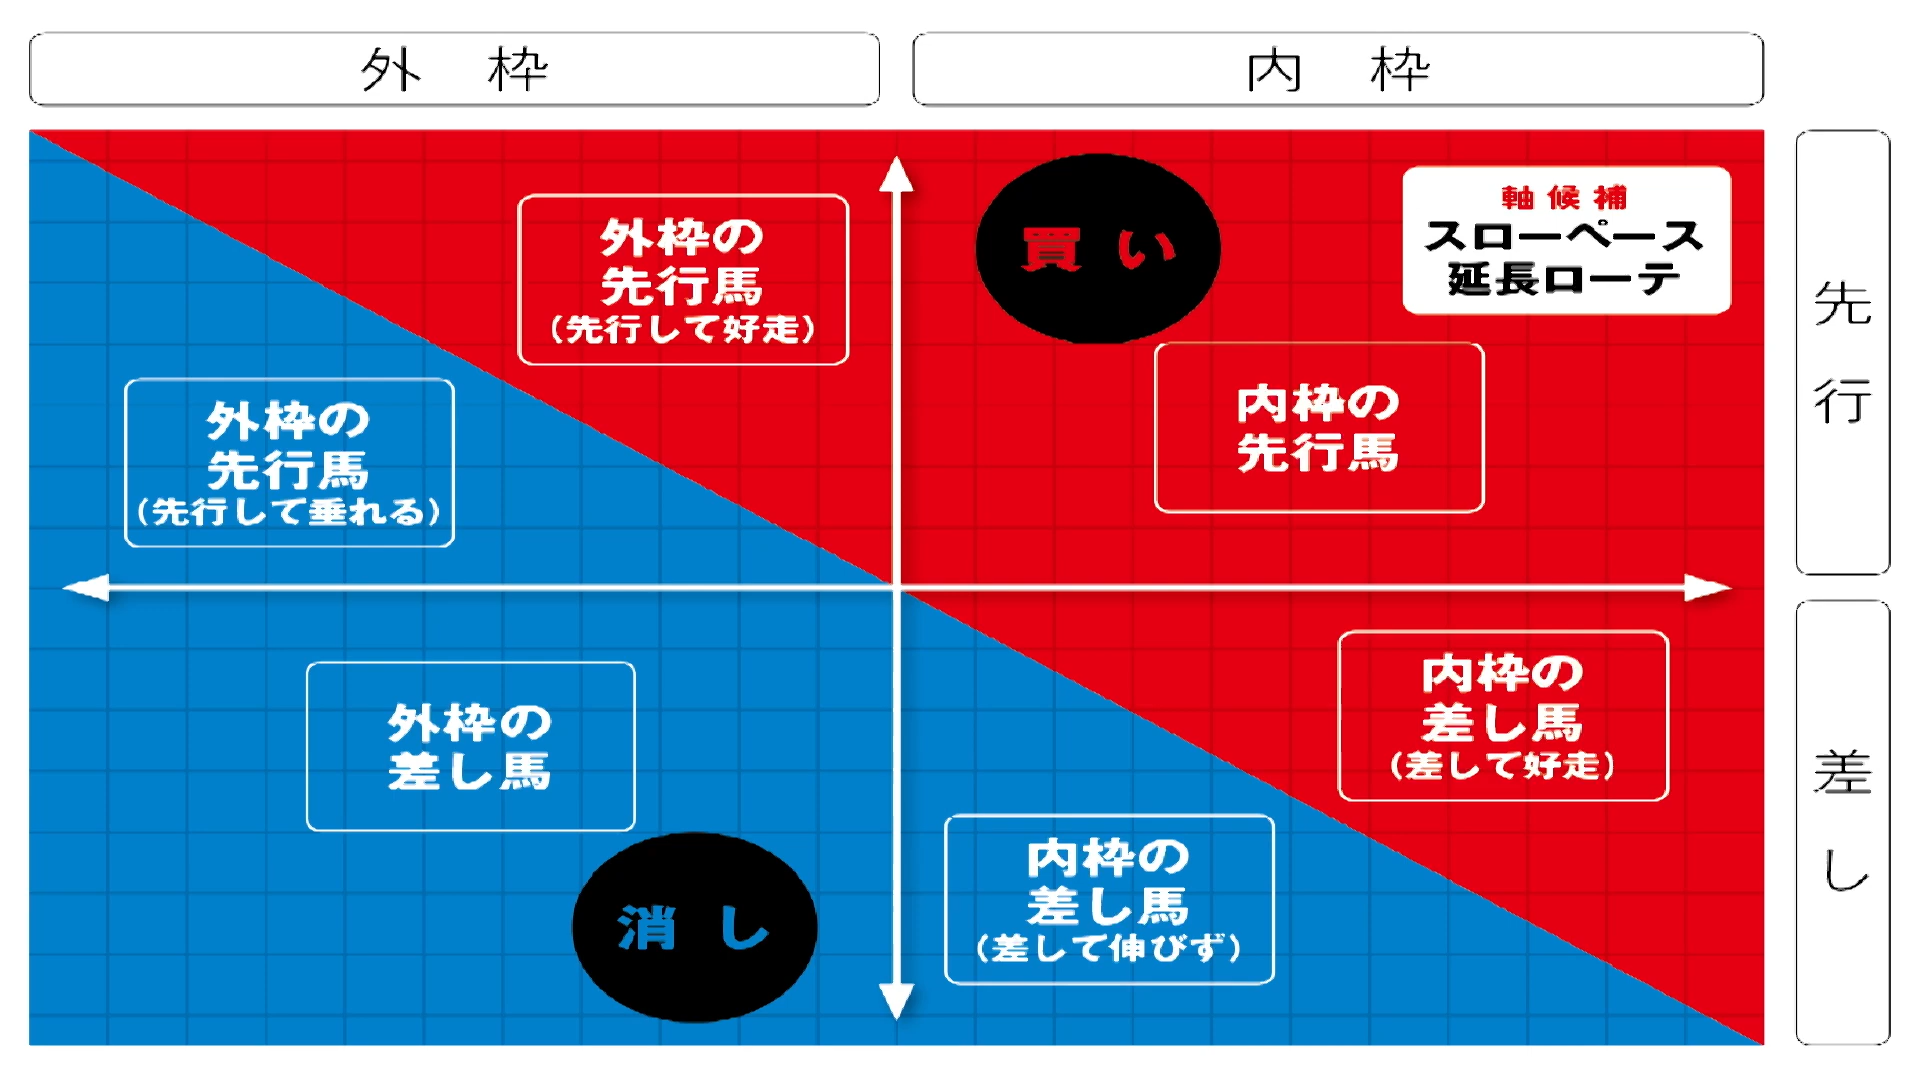 外 枠
内 枠
外枠の
先行馬
（先行して好走）
買 い
軸候補
スローペース
延長ローテ
先行
外枠の
先行馬
（先行して垂れる）
内枠の
先行馬
外枠の
差し馬
内枠の
差し馬
（差して好走）
差し
消 し
内枠の
差し馬
（差して伸びず）